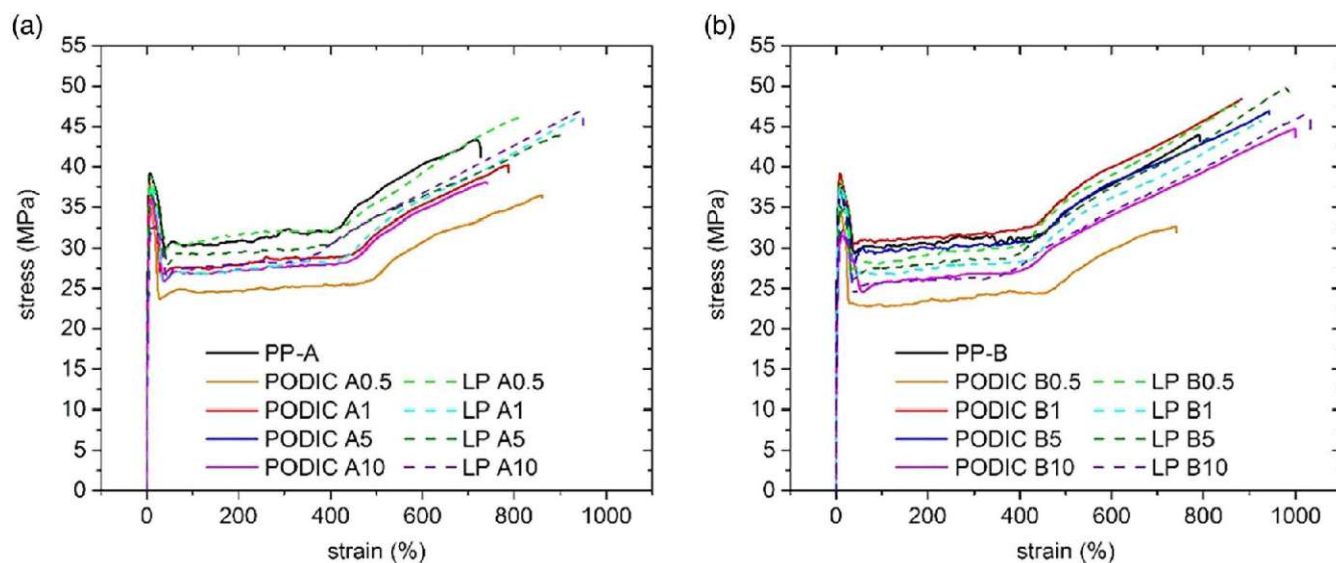 (a)
55
50
45
40
35
30
25
20
15
10
5
0
stress (MPa)
PP-A
PODIC A0.5
PODIC A1
PODIC A5
PODIC A10
LP A0.5
LP A1
LP A5
LP A10
0 200 400 600 800 1000
strain (%)
(b)
55
50
45
40
35
30
25
20
15
10
5
0
stress (MPa)
PP-B
PODIC B0.5
PODIC B1
PODIC B5
PODIC B10
LP B0.5
LP B1
LP B5
LP B10
0 200 400 600 800 1000
strain (%)